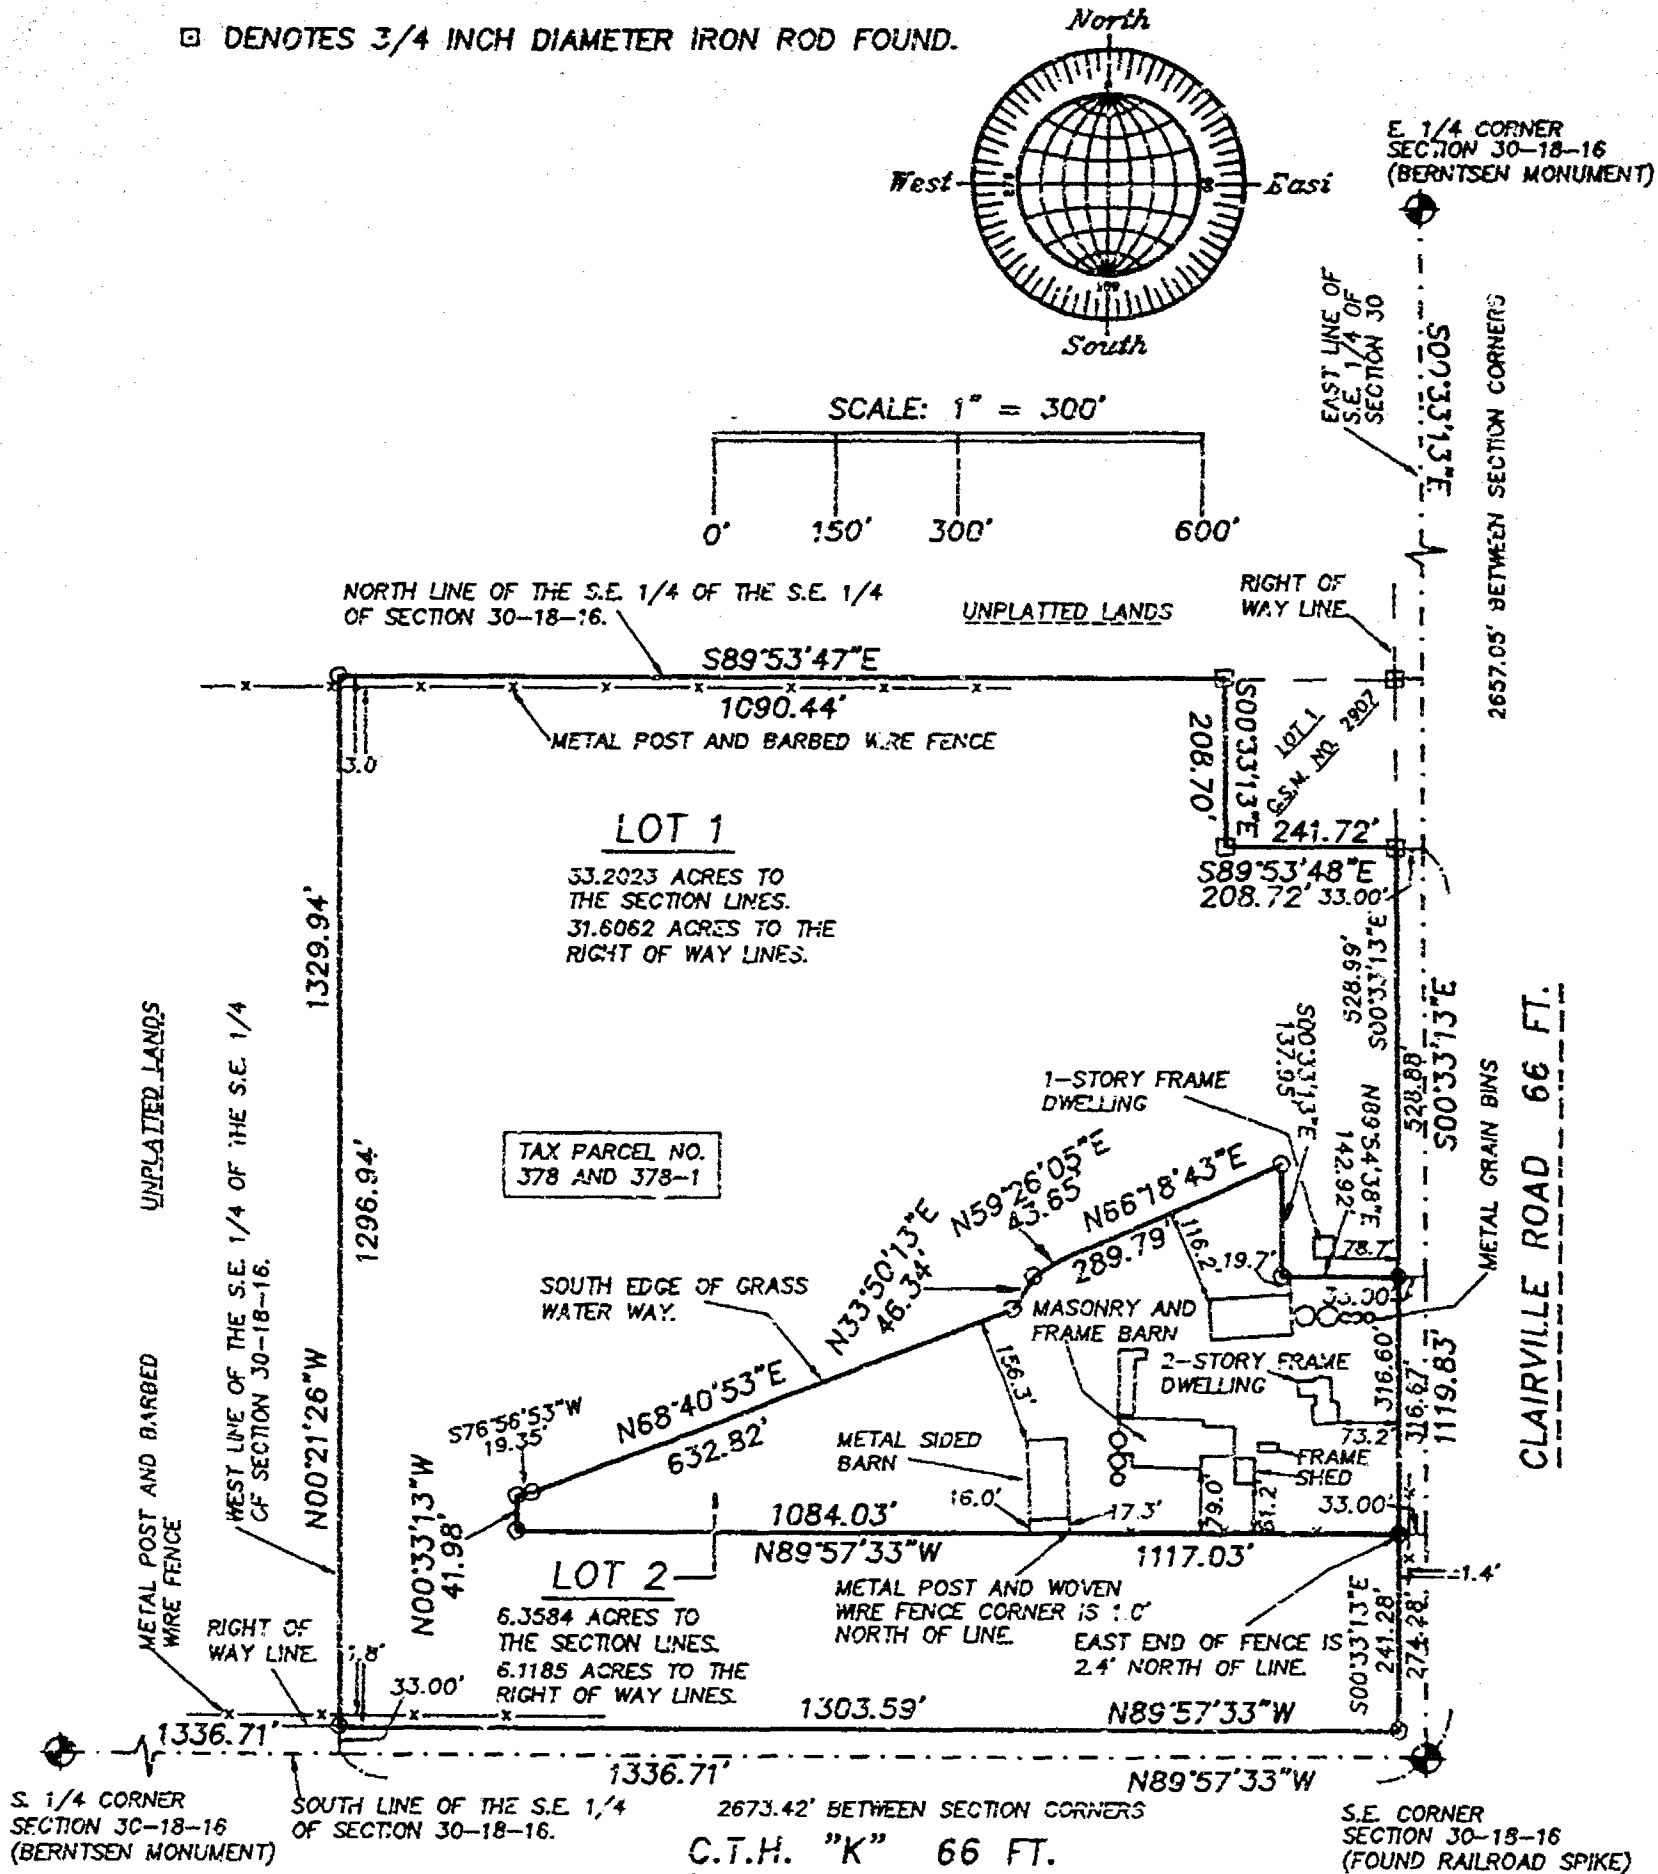 DENOTES 3/4 INCH DIAMETER IRON ROD FOUND.
North
West
East
South
E. 1/4 CORNER
SECTION 30-18-16
(BERNTSEN MONUMENT)
EAST LINE OF
S.E. 1/4 OF
SECTION 30
S00°33'13"E
2657.05' BETWEEN SECTION CORNERS
SCALE: 1" = 300'
0' 150' 300' 600'
NORTH LINE OF THE S.E. 1/4 OF THE S.E. 1/4
OF SECTION 30-18-16.
UNPLATTED LANDS
RIGHT OF
WAY LINE
S89°53'47"E
1090.44'
METAL POST AND BARBED WIRE FENCE
3.0
S00°33'13"E
208.70'
LOT 1
C.S.M. NO. 2907
241.72'
S89°53'48"E
208.72' 33.00'
LOT 1
33.2023 ACRES TO
THE SECTION LINES.
31.6062 ACRES TO THE
RIGHT OF WAY LINES.
1329.94'
1296.94'
N00°21'26"W
UNPLATTED LANDS
WEST LINE OF THE S.E. 1/4 OF THE S.E. 1/4
OF SECTION 30-18-16.
METAL POST AND BARBED
WIRE FENCE
TAX PARCEL NO.
378 AND 378-1
S00°33'13"E
528.99'
528.88'
S00°33'13"E
CLAIRVILLE ROAD 66 FT.
1-STORY FRAME
DWELLING
S00°33'13"E
137.95'
N89°54'38"E
142.92'
METAL GRAIN BINS
N59°26'05"E
43.65'
N66°18'43"E
289.79'
N33°50'13"E
46.34'
116.2'
19.7'
78.7'
33.00'
SOUTH EDGE OF GRASS
WATER WAY.
MASONRY AND
FRAME BARN
2-STORY FRAME
DWELLING
316.60'
316.67'
1119.83'
156.3'
73.2'
N68°40'53"E
632.82'
S76°56'53"W
19.35'
METAL SIDED
BARN
FRAME
SHED
16.0'
17.3'
79.0'
61.2'
33.00'
N00°33'13"W
41.98'
1084.03'
N89°57'33"W
1117.03'
1.4'
LOT 2
6.3584 ACRES TO
THE SECTION LINES.
6.1185 ACRES TO THE
RIGHT OF WAY LINES.
METAL POST AND WOVEN
WIRE FENCE CORNER IS 1.0'
NORTH OF LINE.
EAST END OF FENCE IS
2.4' NORTH OF LINE.
S00°33'13"E
241.28'
274.28'
RIGHT OF
WAY LINE
33.00'
1303.59'
N89°57'33"W
1336.71'
1336.71'
N89°57'33"W
S. 1/4 CORNER
SECTION 30-18-16
(BERNTSEN MONUMENT)
SOUTH LINE OF THE S.E. 1/4
OF SECTION 30-18-16.
2673.42' BETWEEN SECTION CORNERS
C.T.H. "K" 66 FT.
S.E. CORNER
SECTION 30-18-16
(FOUND RAILROAD SPIKE)